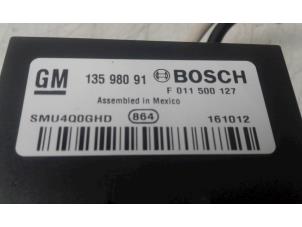 GM 135 980 91 BOSCH
F 011 500 127
Assembled in Mexico
SMU4Q0GHD 864 161012